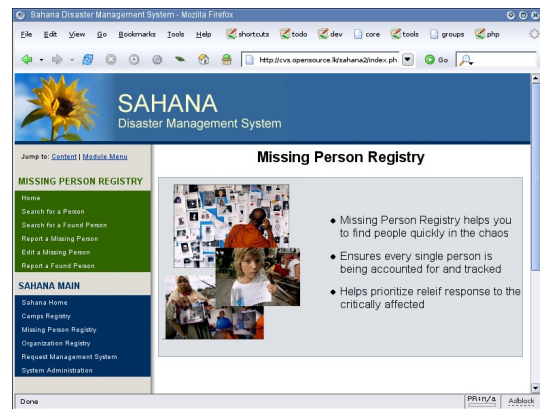 Sahana Disaster Management System - Mozilla Firefox
File Edit View Go Bookmarks Tools Help shortcuts todo dev core tools groups php
http://cvs.opensource.lk/sahana2/index.ph Go
SAHANA
Disaster Management System
Jump to: Content | Module Menu
MISSING PERSON REGISTRY
Home
Search for a Person
Search for a Found Person
Report a Missing Person
Edit a Missing Person
Report a Found Person
SAHANA MAIN
Sahana Home
Camps Registry
Missing Person Registry
Organization Registry
Request Management System
System Administration
Missing Person Registry
• Missing Person Registry helps you
to find people quickly in the chaos
• Ensures every single person is
being accounted for and tracked
• Helps prioritize releif response to the
critically affected
Done PR:n/a Adblock